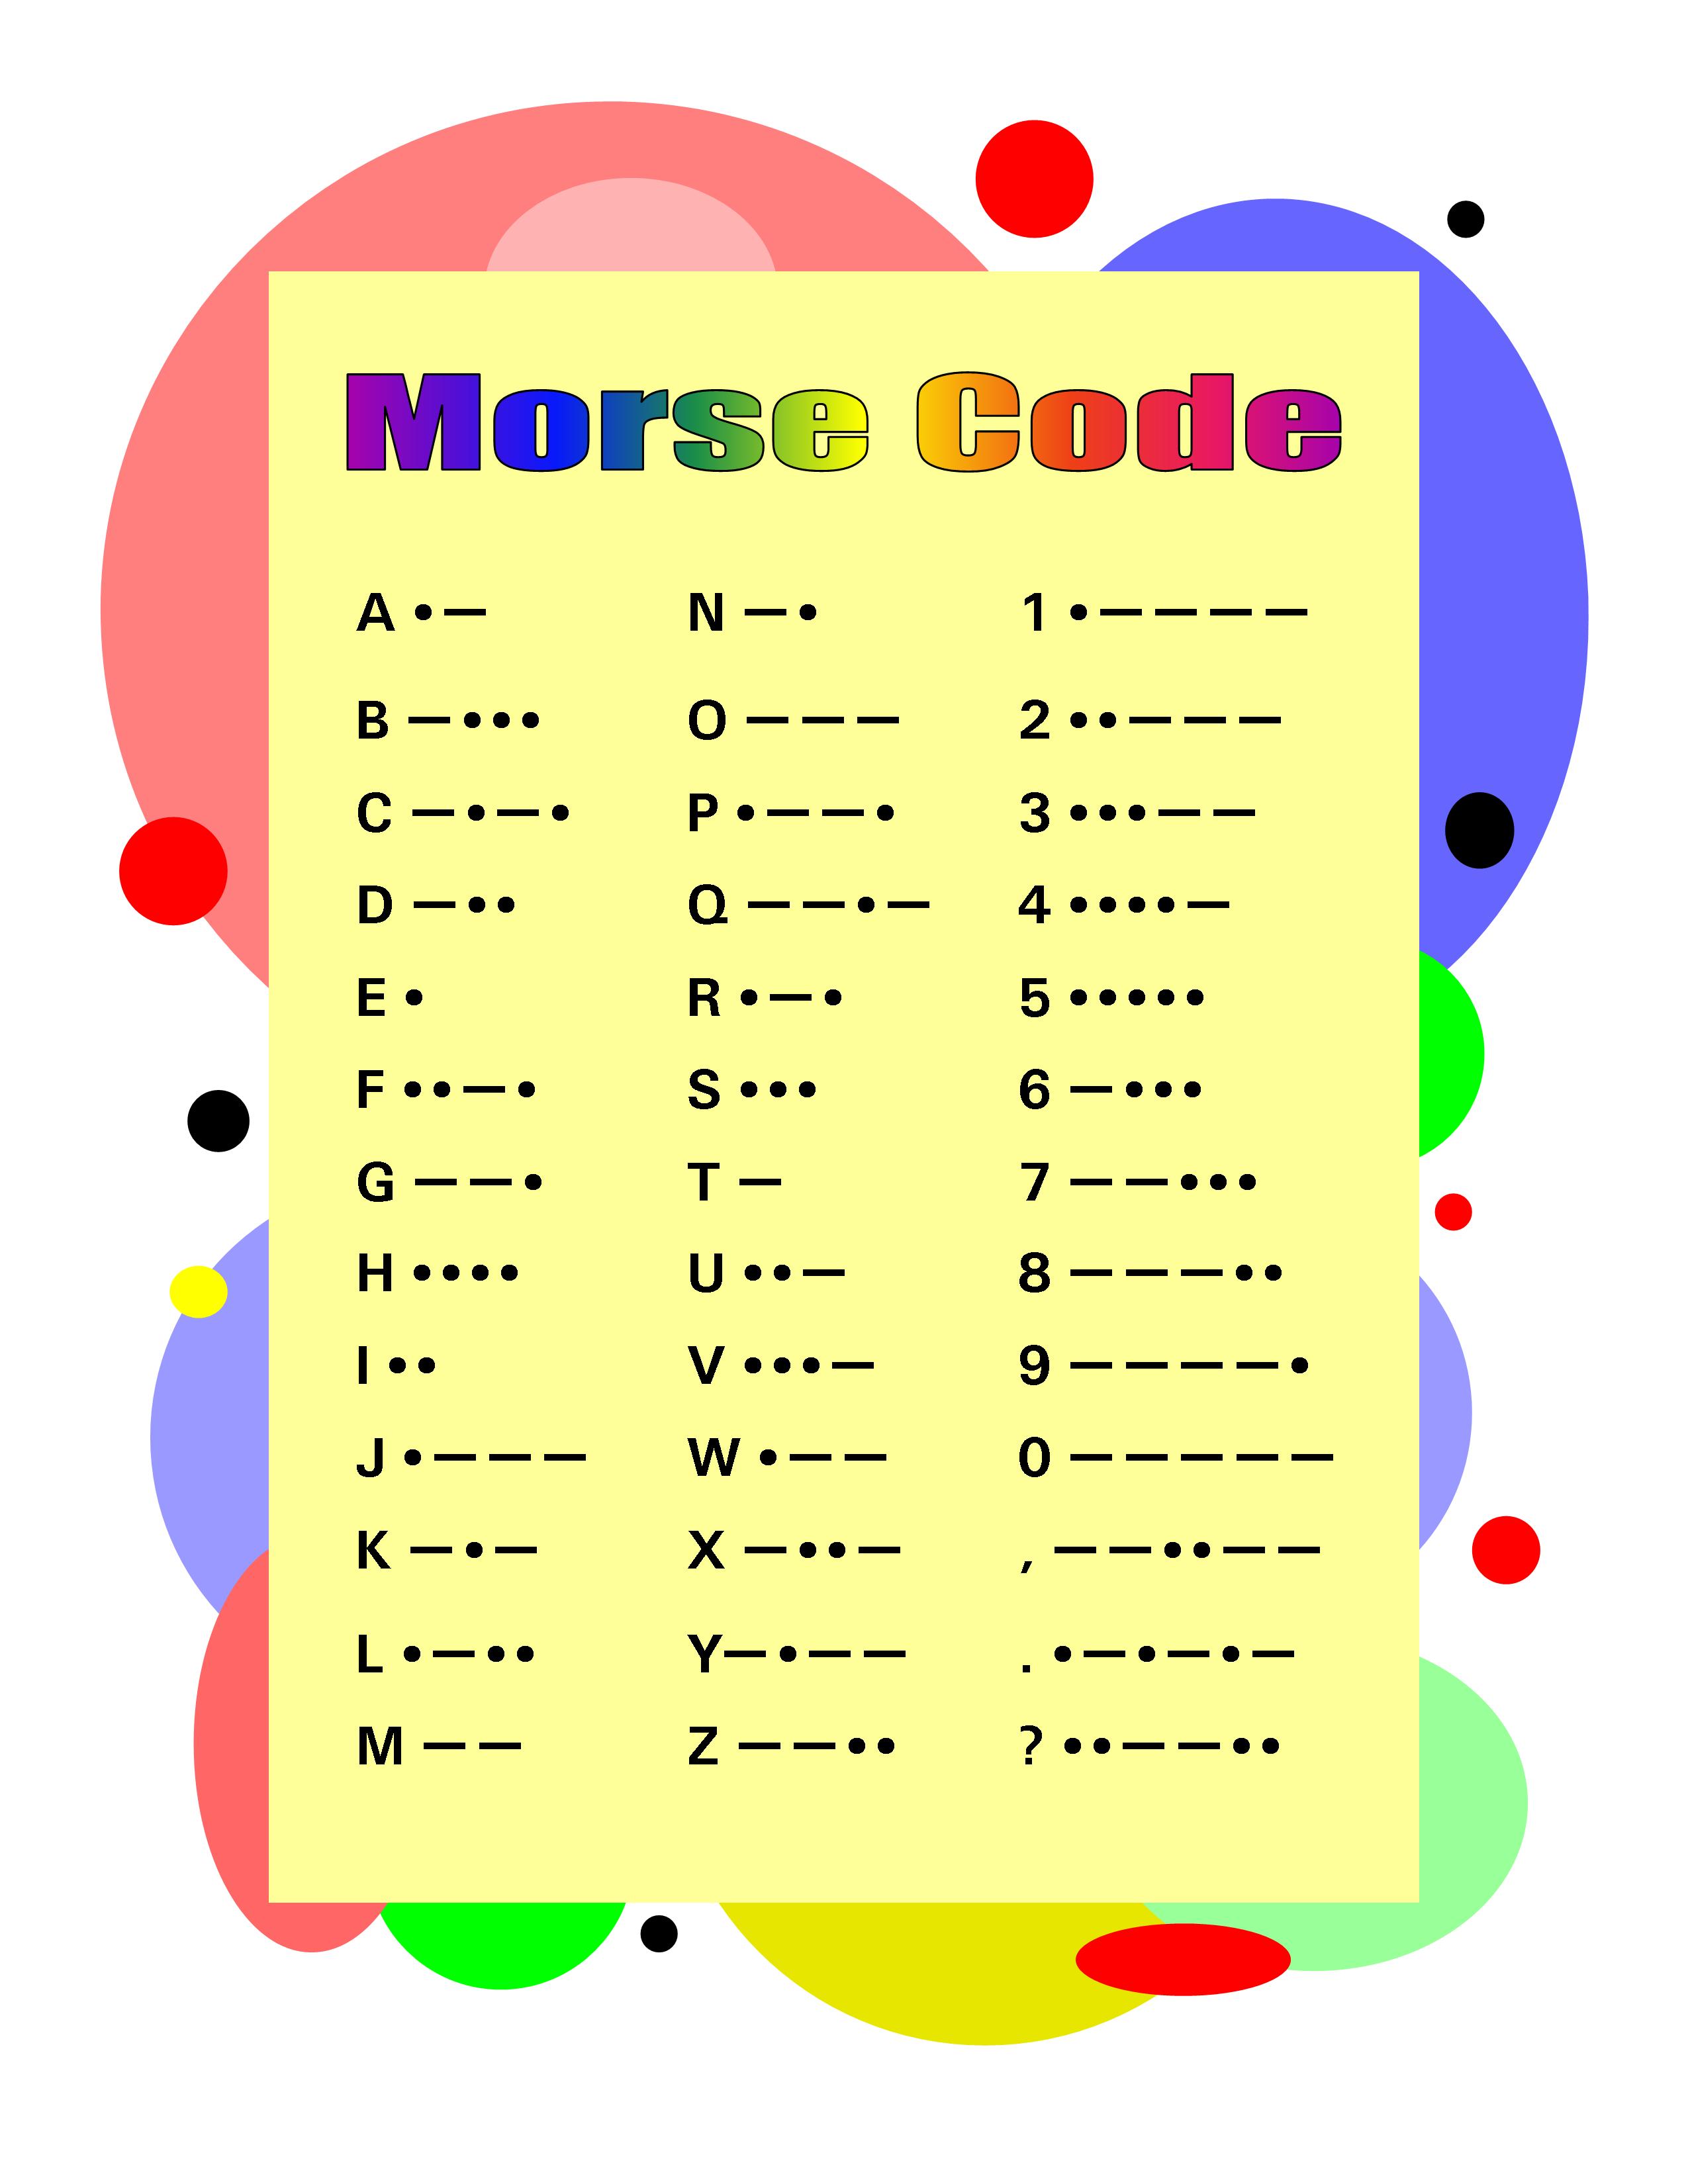 Morse Code
A •—
B —•••
C —•—•
D —••
E •
F ••—•
G ——•
H ••••
I ••
J •———
K —•—
L •—••
M ——
N —•
O ———
P •——•
Q ——•—
R •—•
S •••
T —
U ••—
V •••—
W •——
X —••—
Y—•——
Z ——••
1 •————
2 ••———
3 •••——
4 ••••—
5 •••••
6 —•••
7 ——•••
8 ———••
9 ————•
0 —————
, ——••——
. •—•—•—
? ••——••